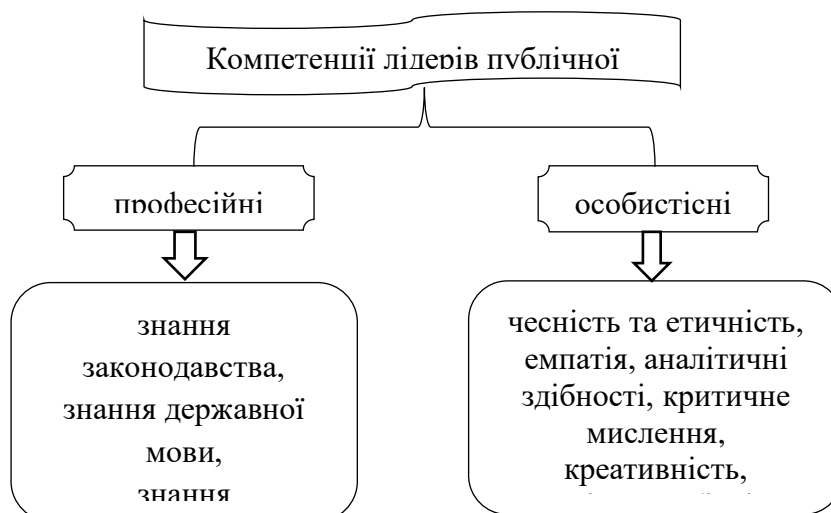 Компетенції лідерів публічної
професійні
особистісні
знання
законодавства,
знання державної
мови,
знання
чесність та етичність,
емпатія, аналітичні
здібності, критичне
мислення,
креативність,